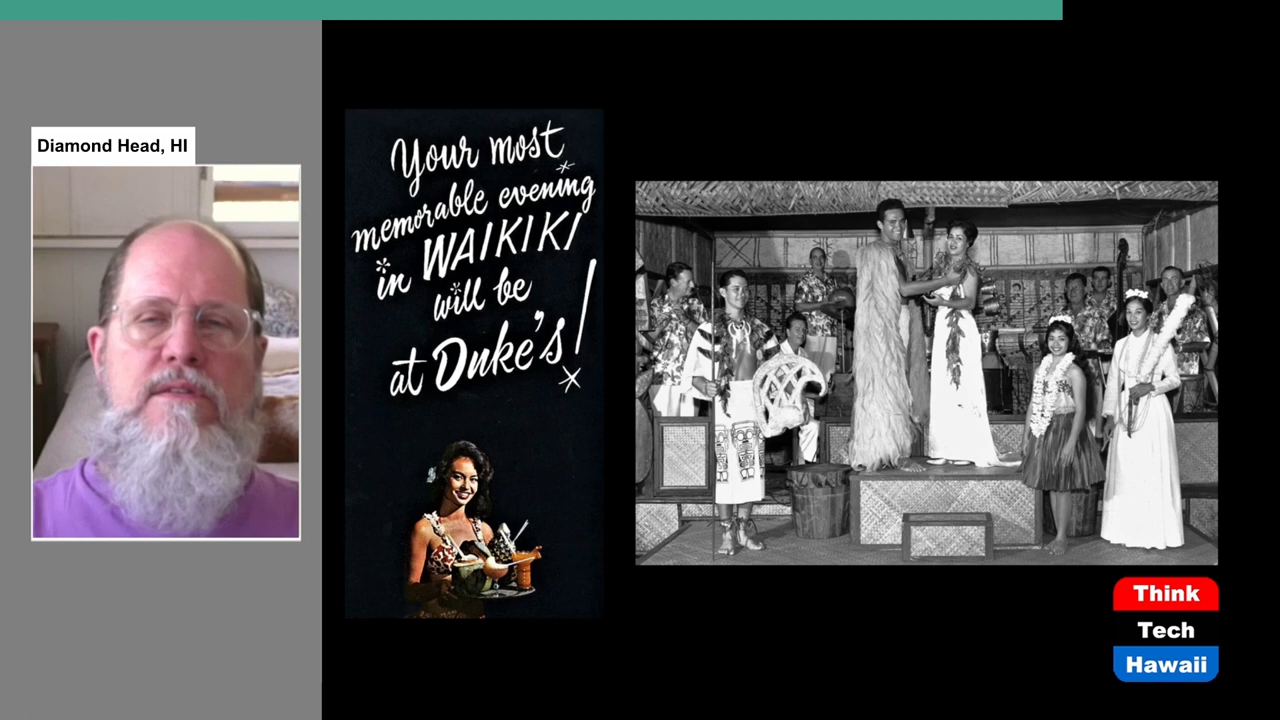 Diamond Head, HI
Your most
memorable evening
in WAIKIKI
will be
at Duke's!
Think
Tech
Hawaii